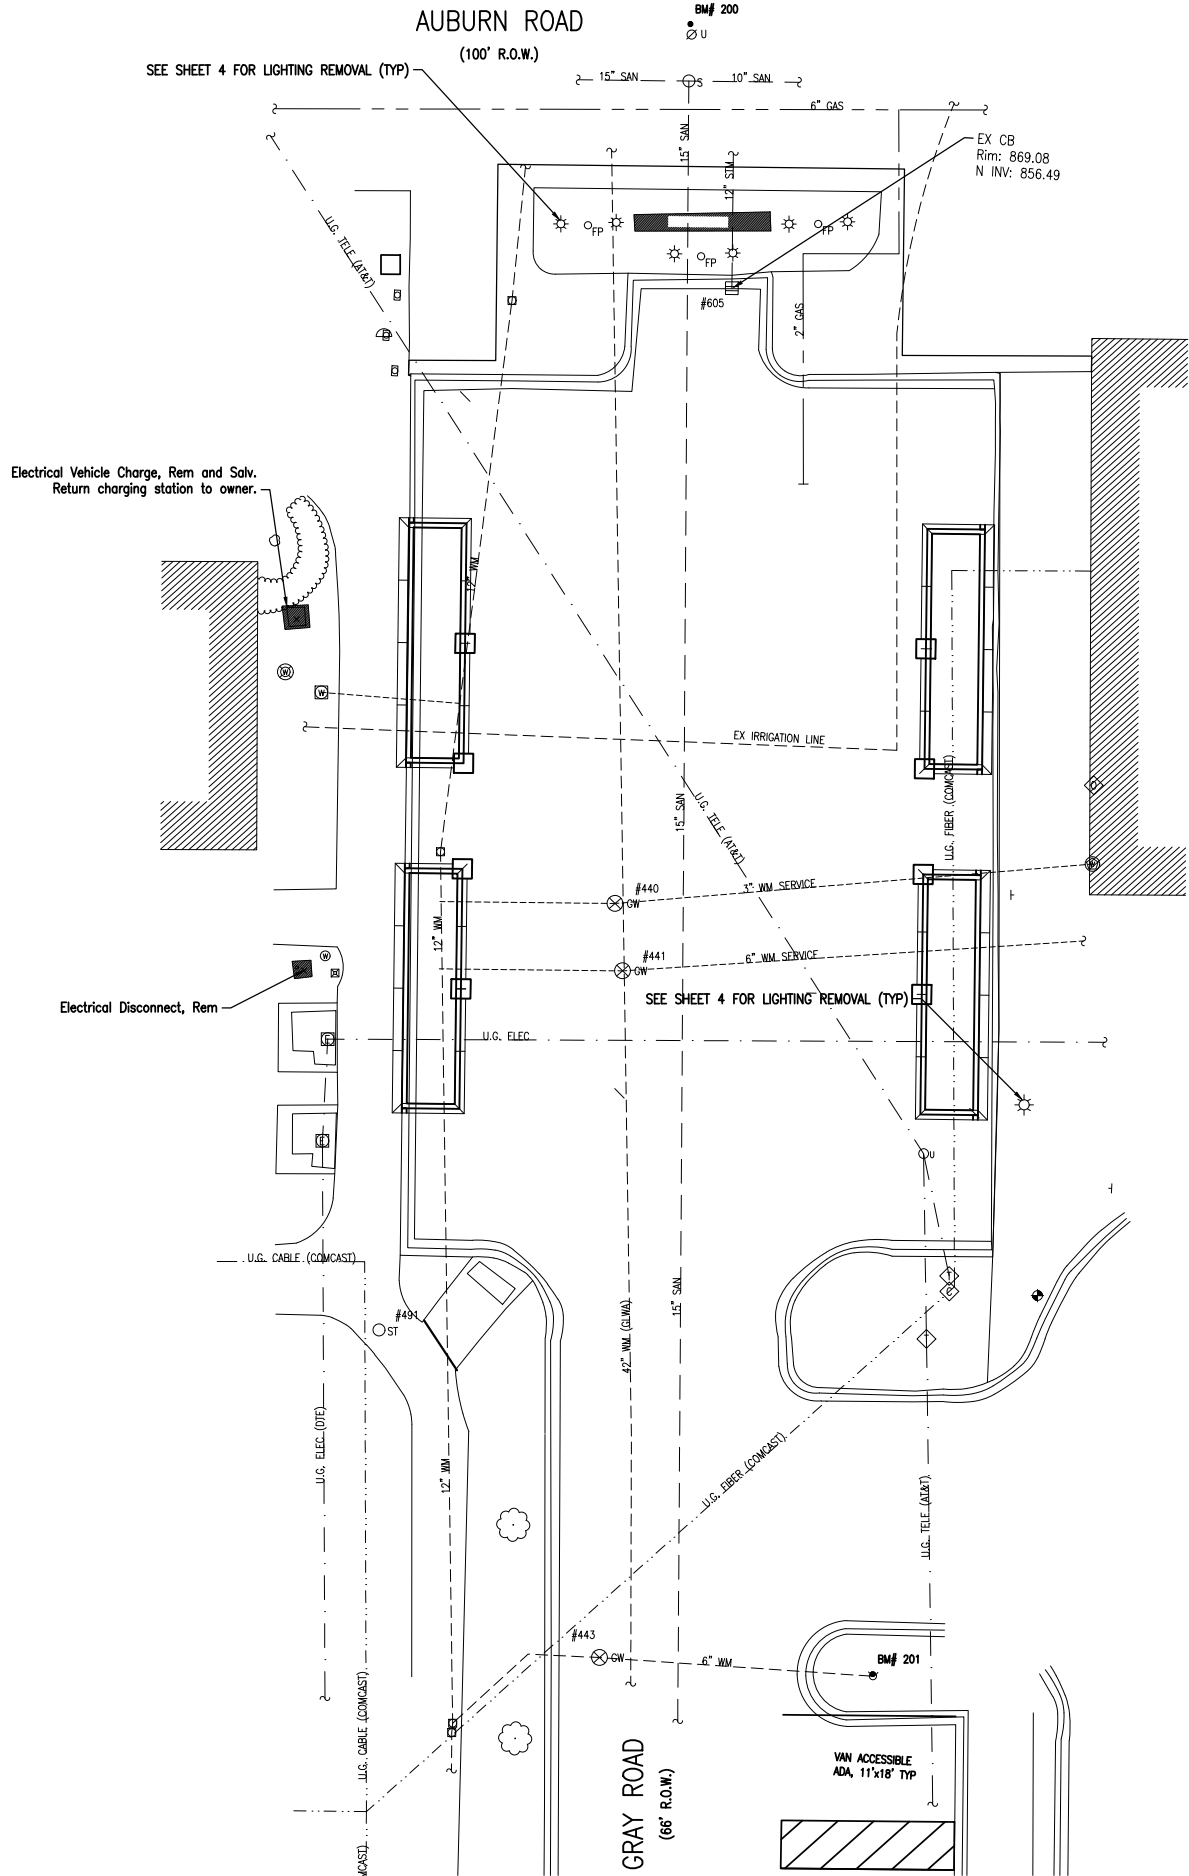 AUBURN ROAD
(100' R.O.W.)
BM# 200
U
SEE SHEET 4 FOR LIGHTING REMOVAL (TYP)
15" SAN
S
10" SAN
6" GAS
15" SAN
12" STM
EX CB
Rim: 869.08
N INV: 856.49
U.G. TELE (AT&T)
FP
FP
FP
#605
2" GAS
Electrical Vehicle Charge, Rem and Salv.
Return charging station to owner.
12" WM
W
W
EX IRRIGATION LINE
U.G. FIBER (COMCAST)
15" SAN
U.G. TELE (AT&T)
#440
GW
3" WM SERVICE
12" WM
#441
GW
6" WM SERVICE
W
SEE SHEET 4 FOR LIGHTING REMOVAL (TYP)
Electrical Disconnect, Rem
E
U.G. ELEC
E
U
U.G. CABLE (COMCAST)
T
C
#491
ST
15" SAN
42" WM (GLWA)
T
U.G. ELEC (DTE)
12" WM
U.G. FIBER (COMCAST)
U.G. TELE (AT&T)
#443
GW
6" WM
BM# 201
U.G. CABLE (COMCAST)
GRAY ROAD
(66' R.O.W.)
VAN ACCESSIBLE
ADA, 11'x18' TYP
MCAST)